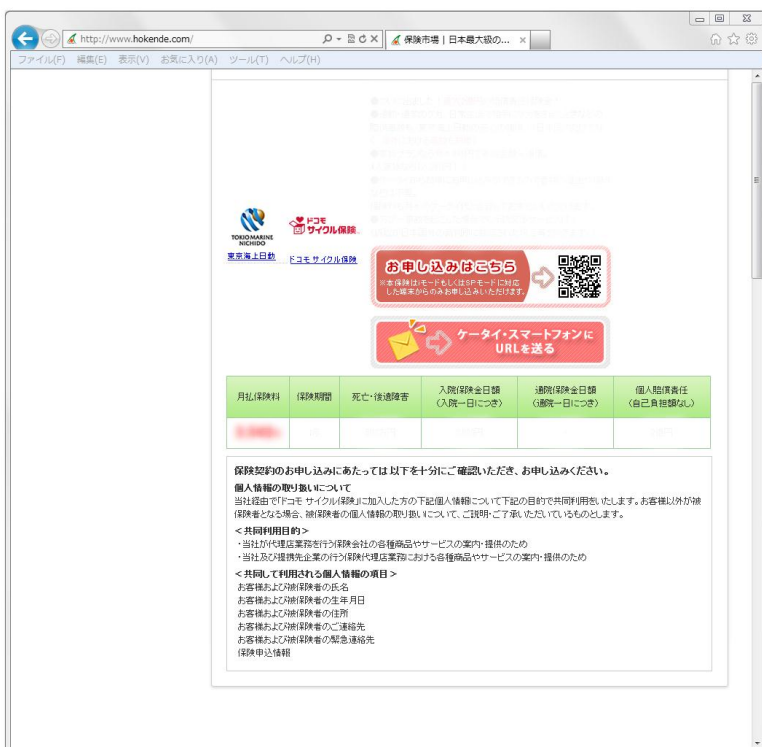 http://www.hokende.com/
保険市場 | 日本最大級の...
ファイル(F) 編集(E) 表示(V) お気に入り(A) ツール(T) ヘルプ(H)
TOKIO MARINE
NICHIDO
ドコモ
サイクル保険
東京海上日動
ドコモ サイクル保険
お申し込みはこちら
※本保険はiモードもしくはSPモードに対応
した端末からのみお申し込みいただけます。
ケータイ・スマートフォンに
URLを送る
月払保険料 保険期間 死亡・後遺障害 入院保険金日額 通院保険金日額 個人賠償責任
(入院一日につき) (通院一日につき) (自己負担額なし)
保険契約のお申し込みにあたっては以下を十分にご確認いただき、お申し込みください。
個人情報の取り扱いについて
当社経由で「ドコモ サイクル保険」に加入した方の下記個人情報について下記の目的で共同利用をいたします。お客様以外が被
保険者となる場合、被保険者の個人情報の取り扱いについて、ご説明・ご了承いただいているものとします。
<共同利用目的>
・当社が代理店業務を行う保険会社の各種商品やサービスの案内・提供のため
・当社及び提携先企業の行う保険代理店業務における各種商品やサービスの案内・提供のため
<共同して利用される個人情報の項目>
お客様および被保険者の氏名
お客様および被保険者の生年月日
お客様および被保険者の住所
お客様および被保険者のご連絡先
お客様および被保険者の緊急連絡先
保険申込情報